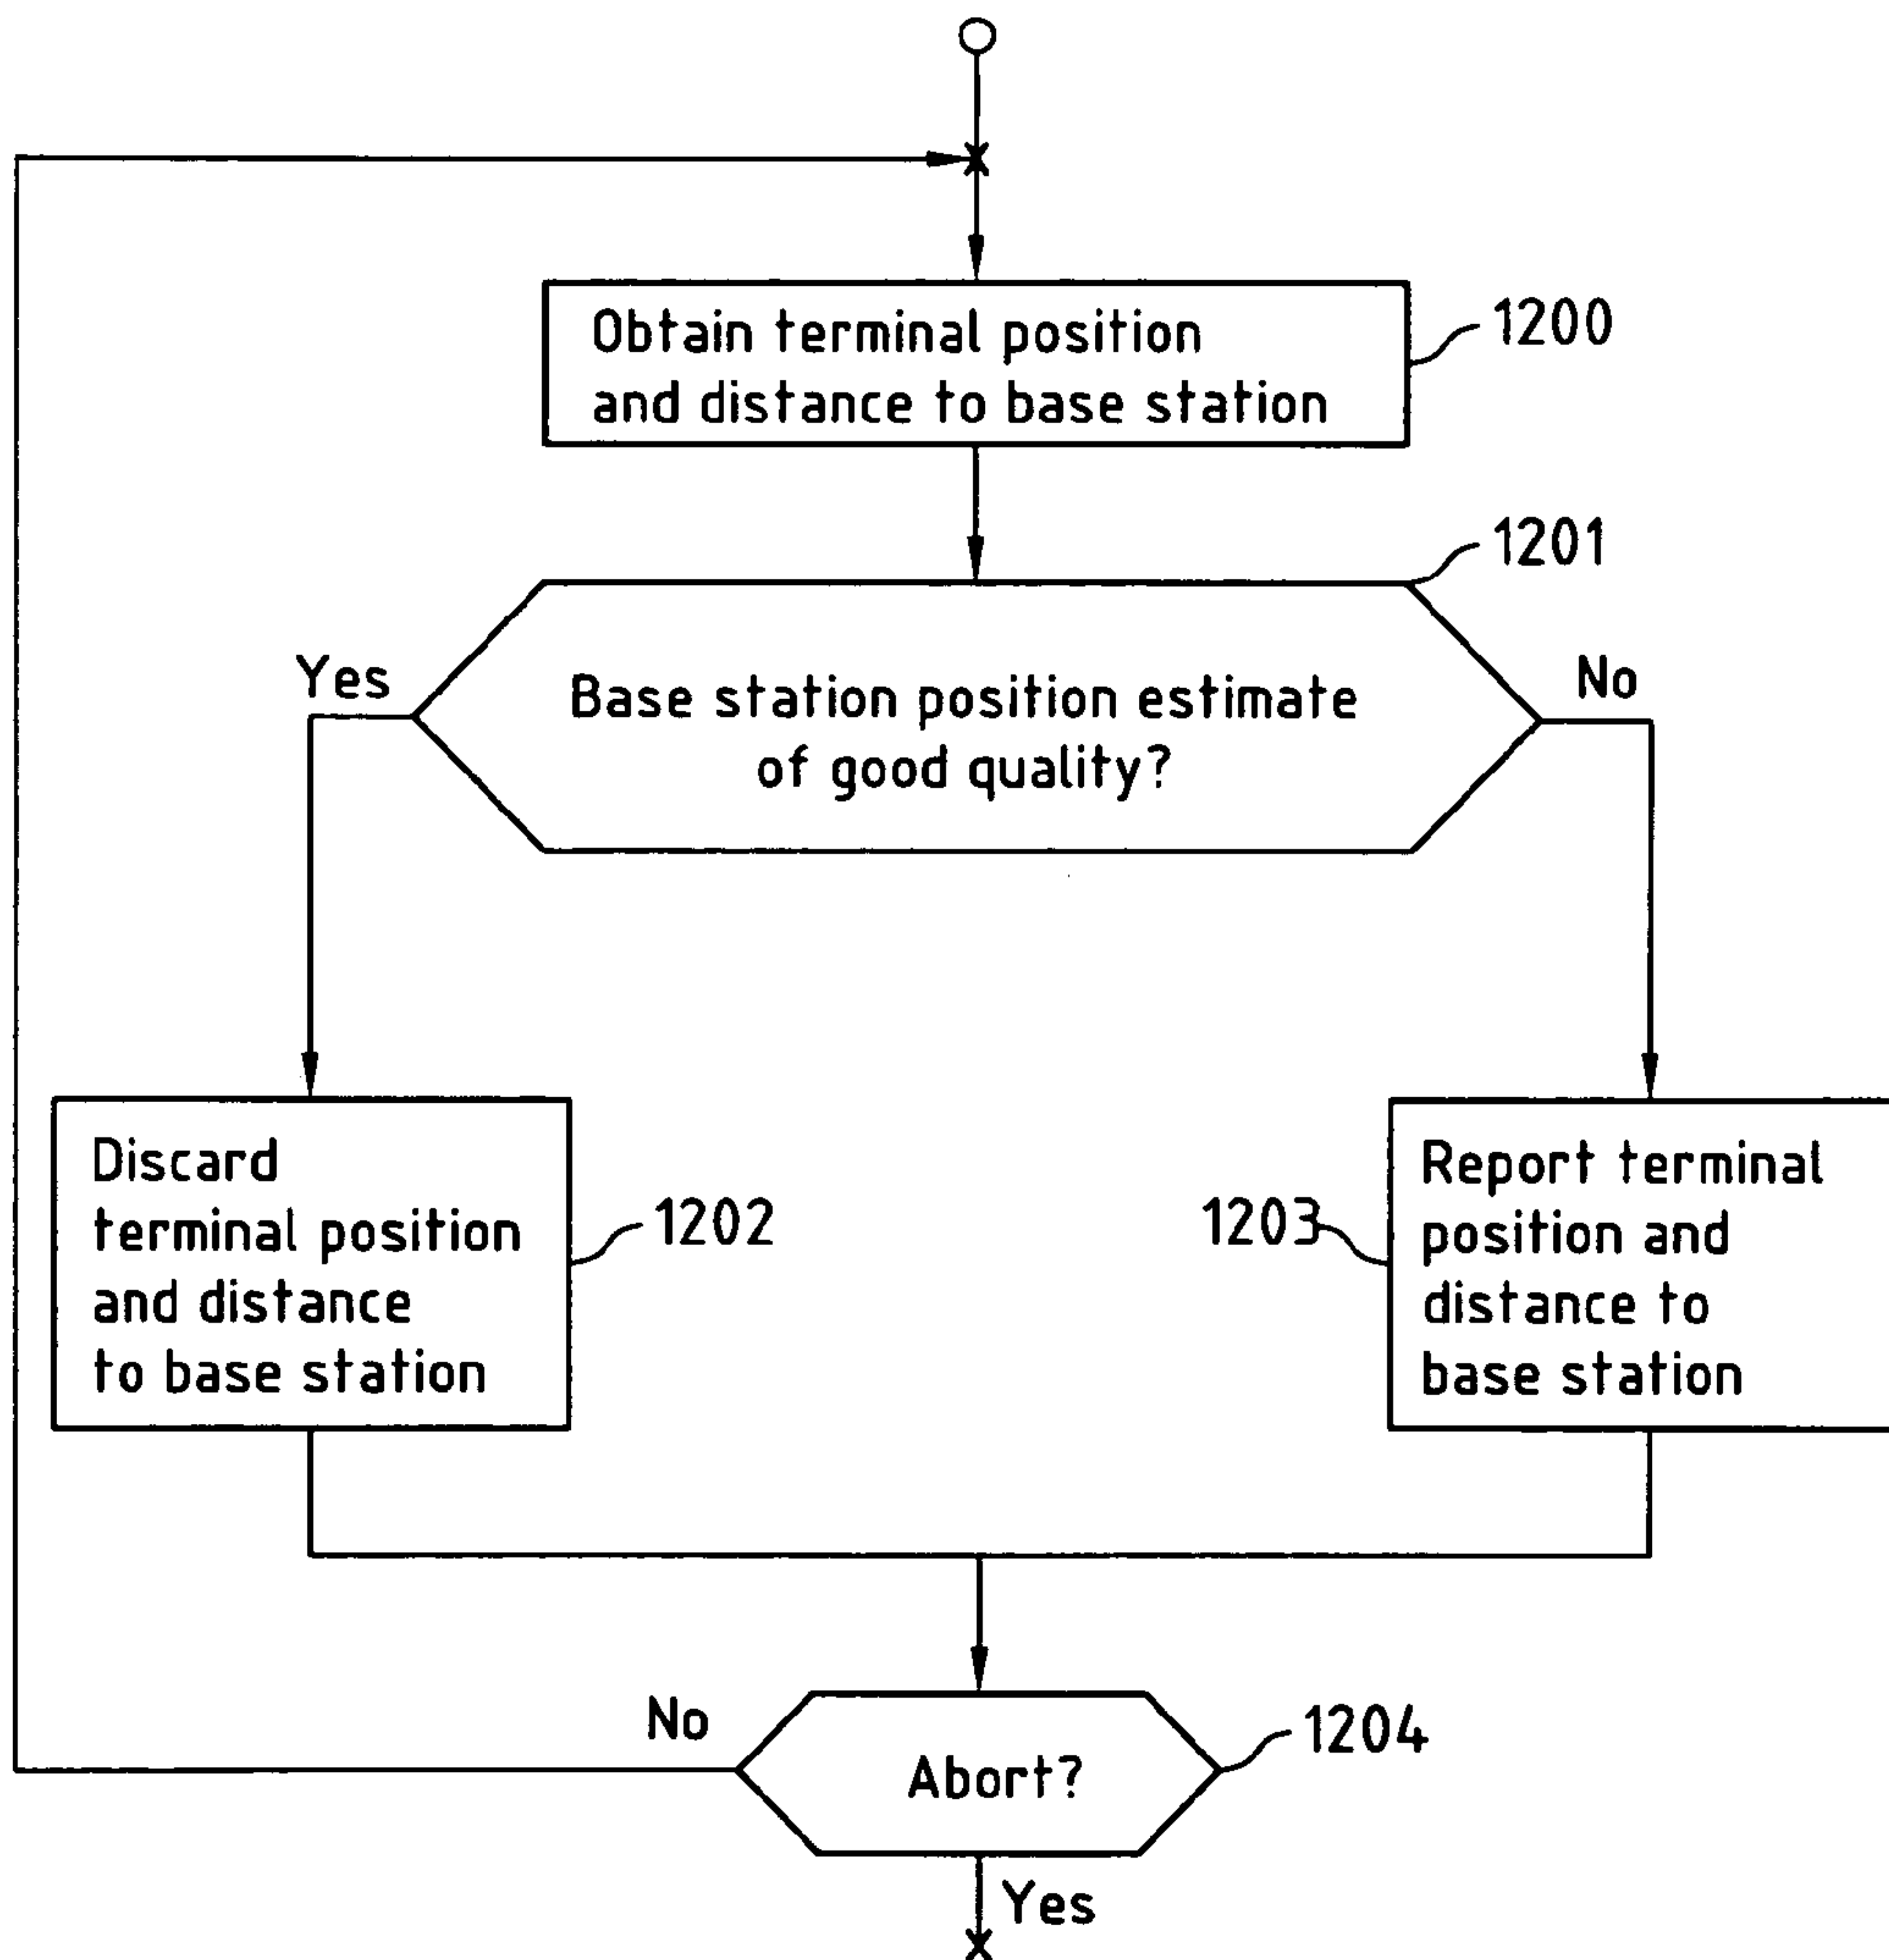 Obtain terminal position
and distance to base station
1200
1201
Yes
No
Base station position estimate
of good quality?
Discard
terminal position
and distance
to base station
1202
1203
Report terminal
position and
distance to
base station
No
Abort?
1204
Yes